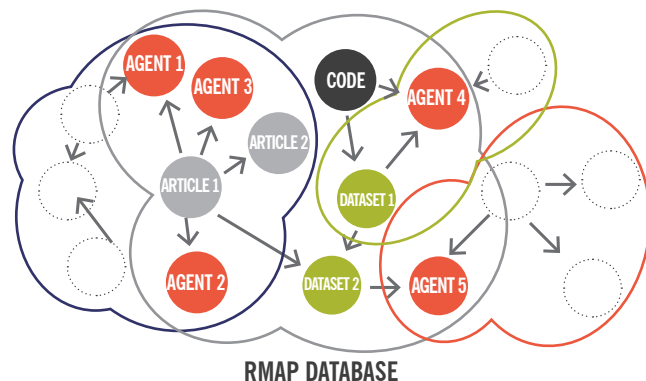 AGENT 1
AGENT 3
CODE
AGENT 4
ARTICLE 2
ARTICLE 1
DATASET 1
AGENT 2
DATASET 2
AGENT 5
RMAP DATABASE